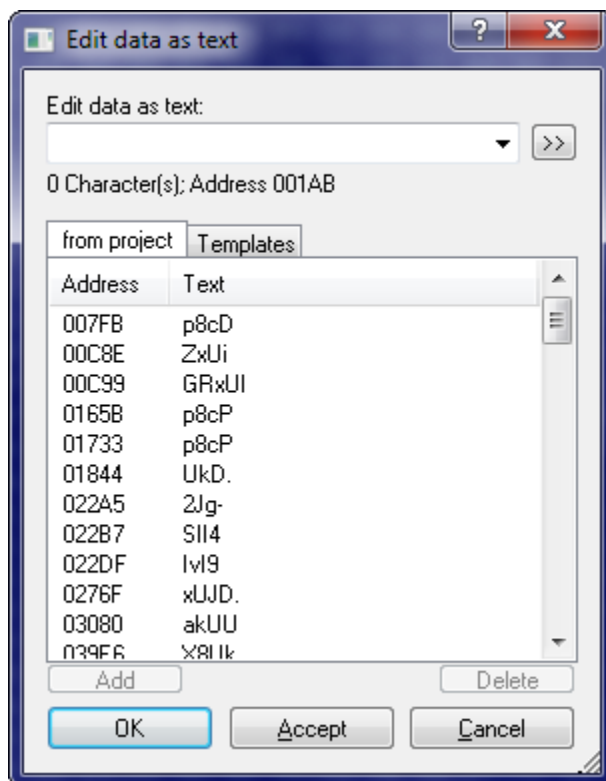 Edit data as text
Edit data as text:
>>
0 Character(s); Address 001AB
from project Templates
Address Text
007FB p8cD
00C8E ZxUi
00C99 GRxUI
0165B p8cP
01733 p8cP
01844 UkD.
022A5 2Jg-
022B7 SII4
022DF IvI9
0276F xUJD.
03080 akUU
039E6 X8Uk
Add Delete
OK Accept Cancel